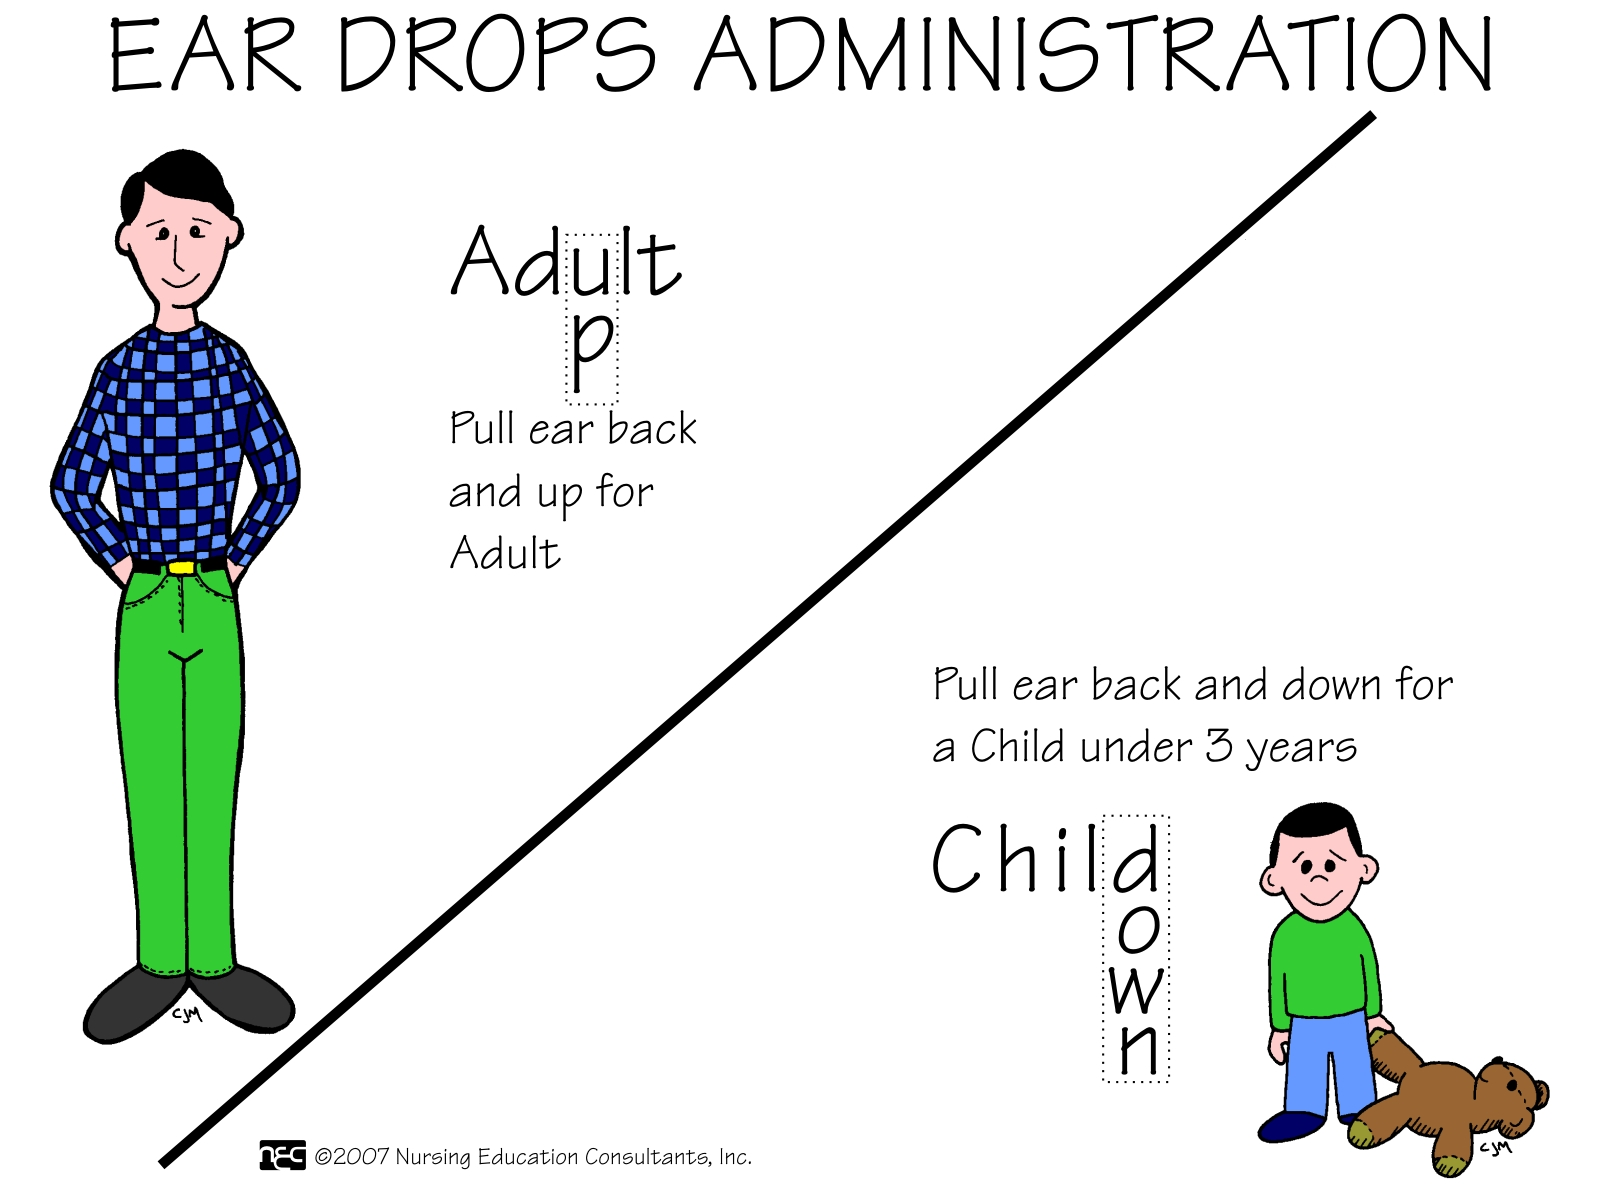 EAR DROPS ADMINISTRATION
Adult
p
Pull ear back
and up for
Adult
CJM
Pull ear back and down for
a Child under 3 years
Child
o
w
n
CJM
nec ©2007 Nursing Education Consultants, Inc.